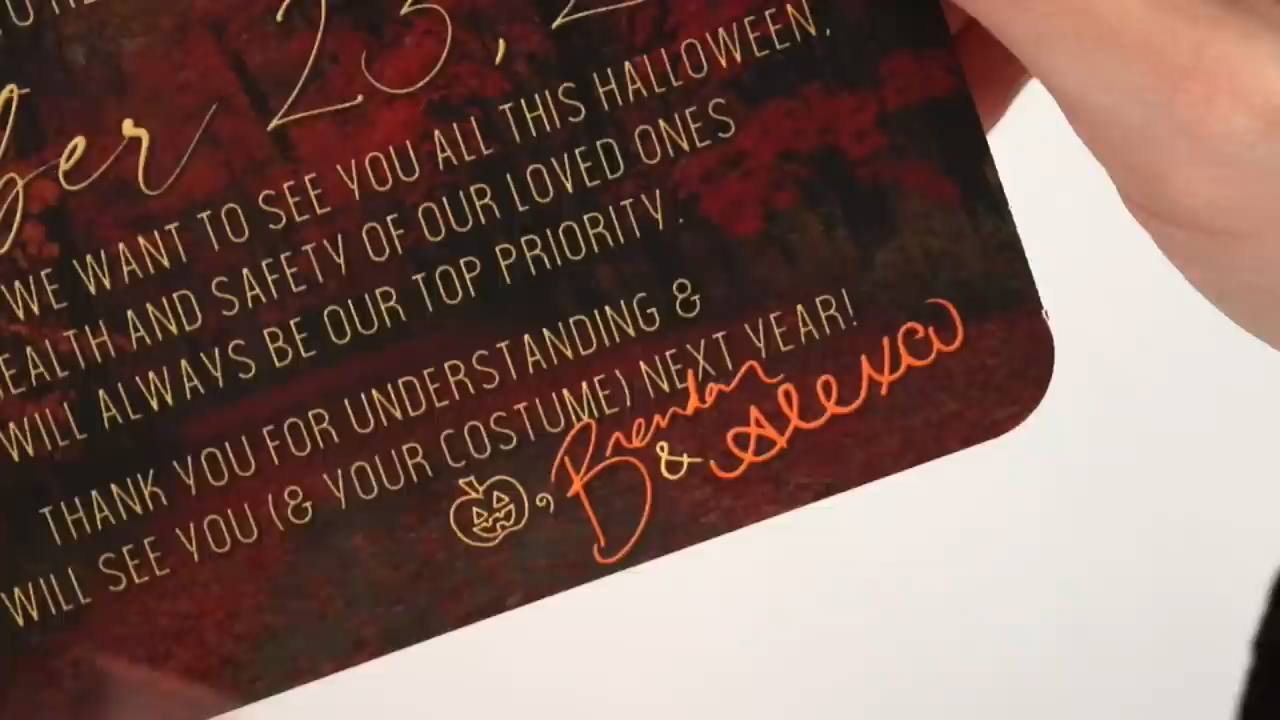 ber 23, 2
WE WANT TO SEE YOU ALL THIS HALLOWEEN,
EALTH AND SAFETY OF OUR LOVED ONES
WILL ALWAYS BE OUR TOP PRIORITY.
THANK YOU FOR UNDERSTANDING &
WILL SEE YOU (& YOUR COSTUME) NEXT YEAR!
, Brendan & Alexa